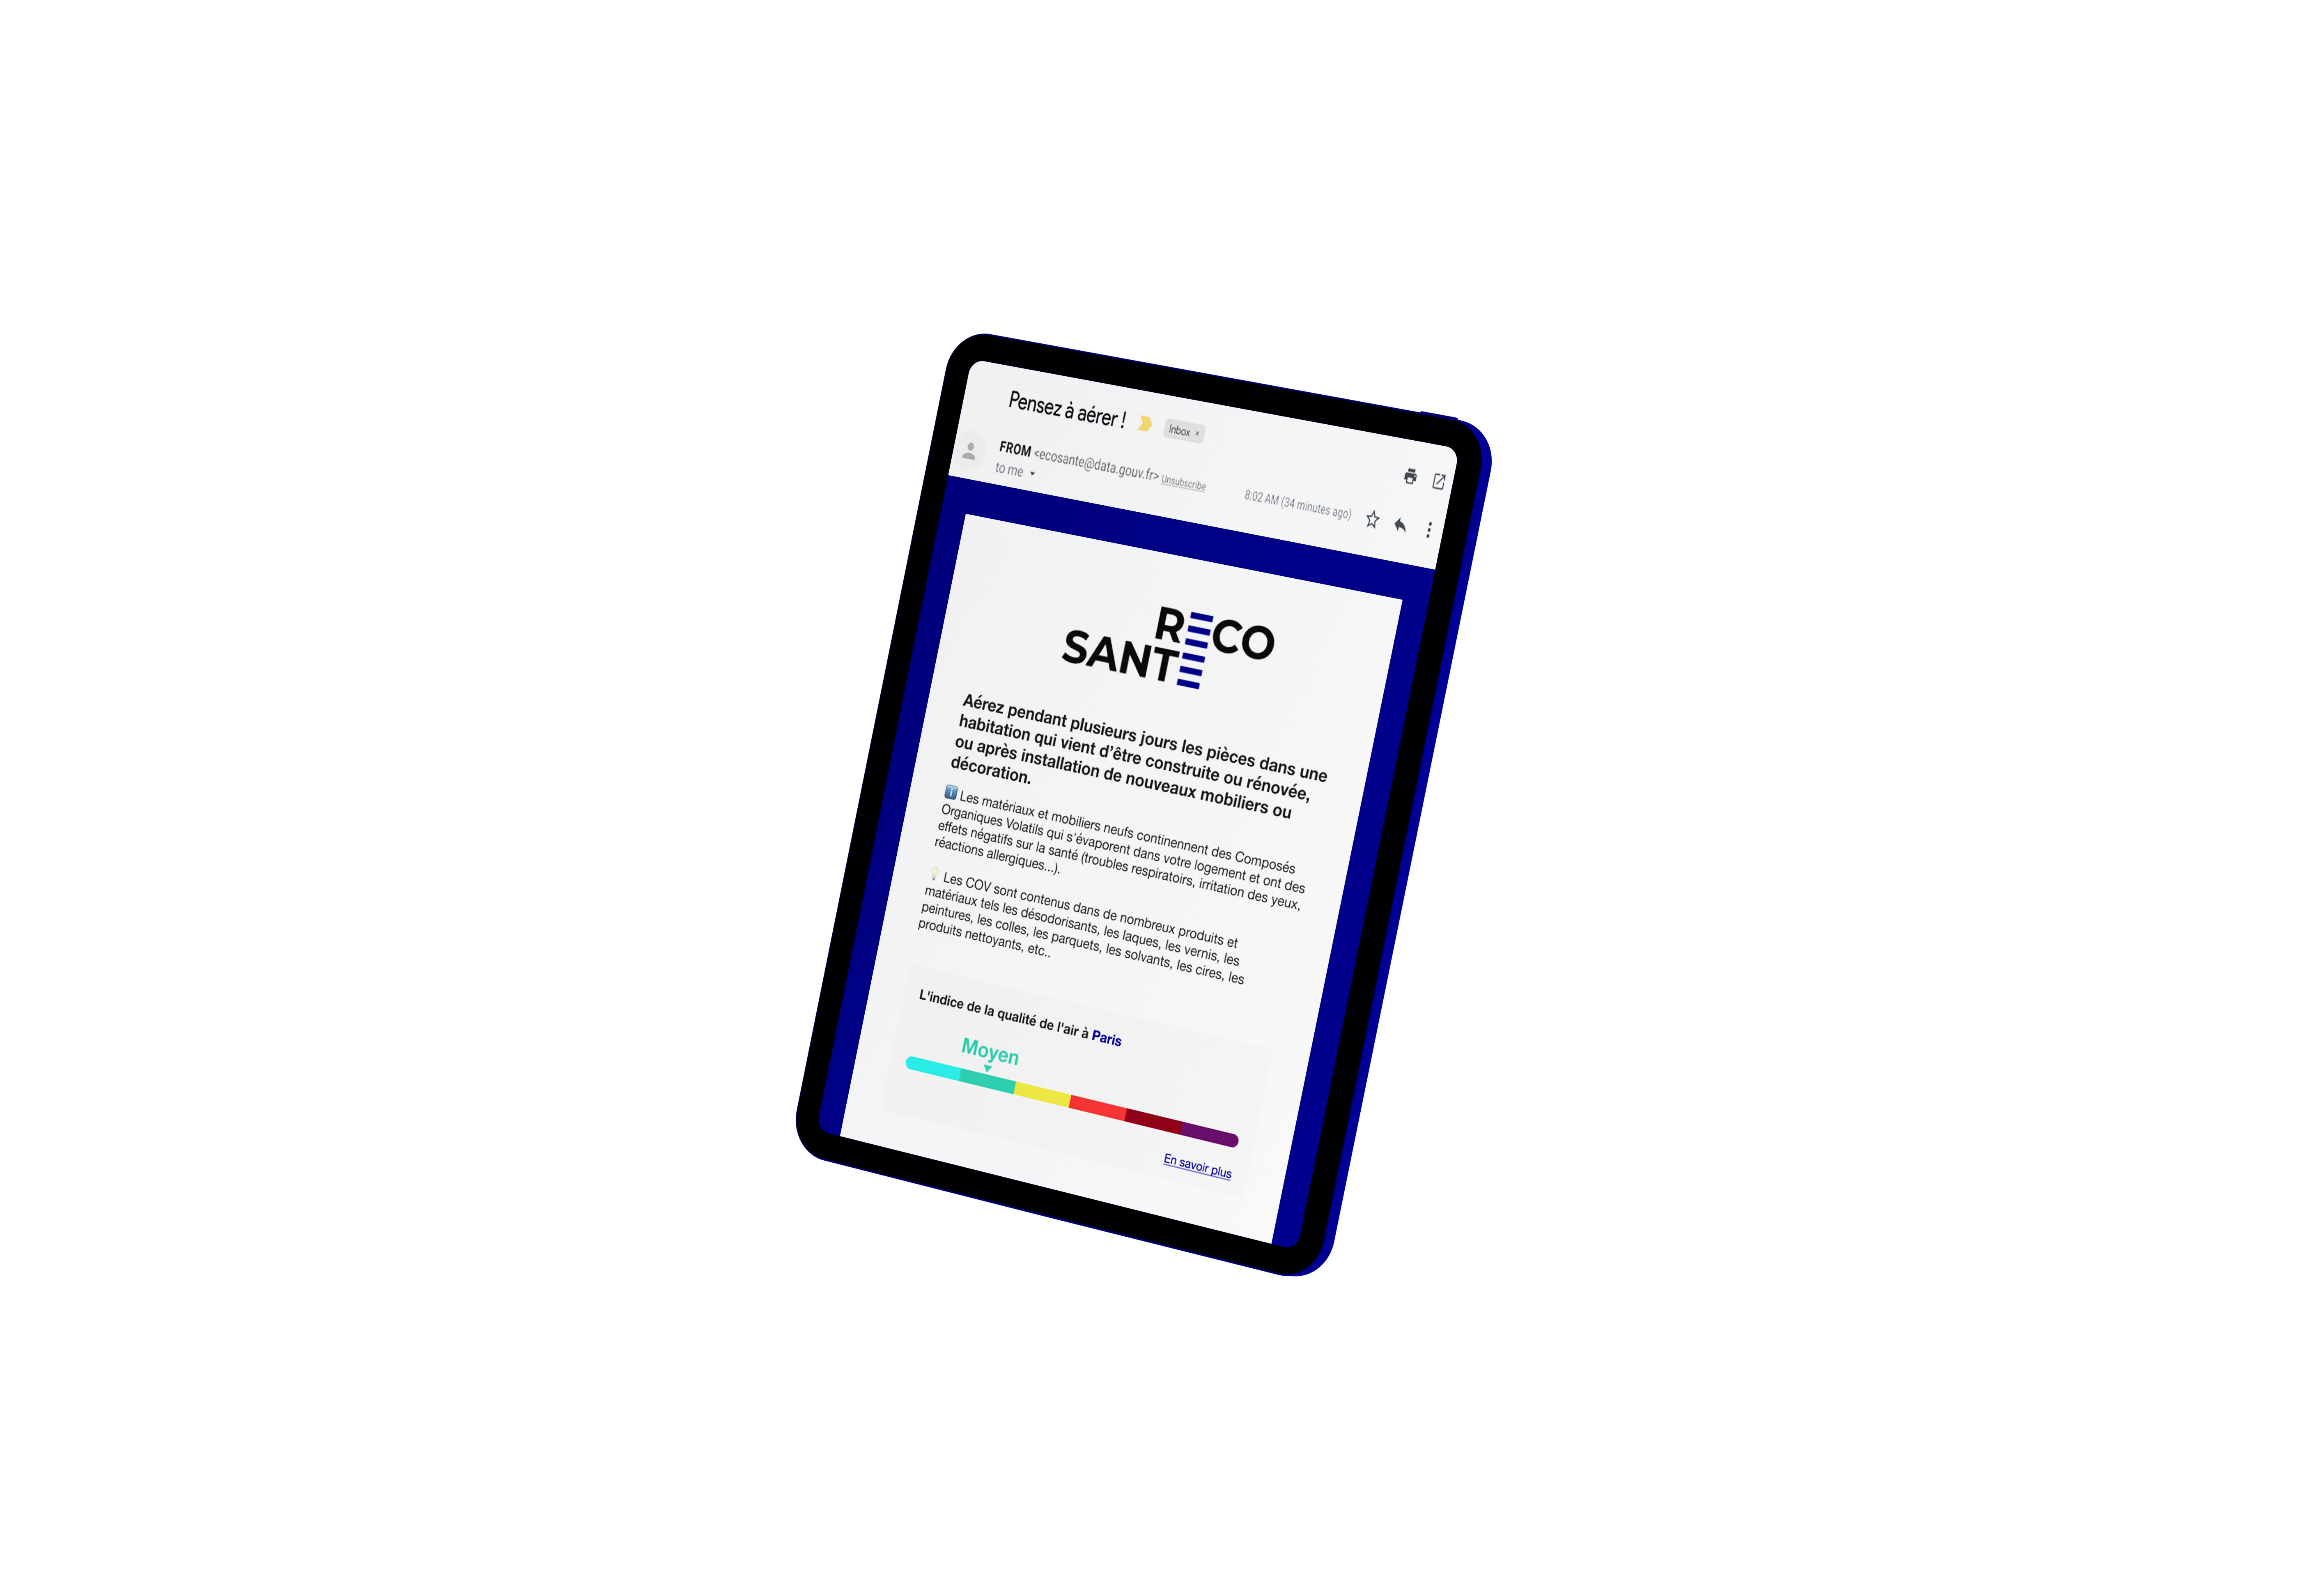 Pensez à aérer !
Inbox ×
FROM <ecosante@data.gouv.fr> Unsubscribe
8:02 AM (34 minutes ago)
to me
RECO
SANTE
Aérez pendant plusieurs jours les pièces dans une
habitation qui vient d'être construite ou rénovée,
ou après installation de nouveaux mobiliers ou
décoration.
Les matériaux et mobiliers neufs continennent des Composés
Organiques Volatils qui s'évaporent dans votre logement et ont des
effets négatifs sur la santé (troubles respiratoirs, irritation des yeux,
réactions allergiques...).
Les COV sont contenus dans de nombreux produits et
matériaux tels les désodorisants, les laques, les vernis, les
peintures, les colles, les parquets, les solvants, les cires, les
produits nettoyants, etc..
L'indice de la qualité de l'air à Paris
Moyen
En savoir plus